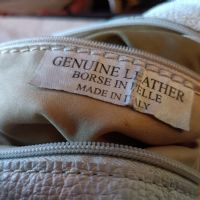 GENUINE LEATHER
BORSE IN PELLE
MADE IN ITALY